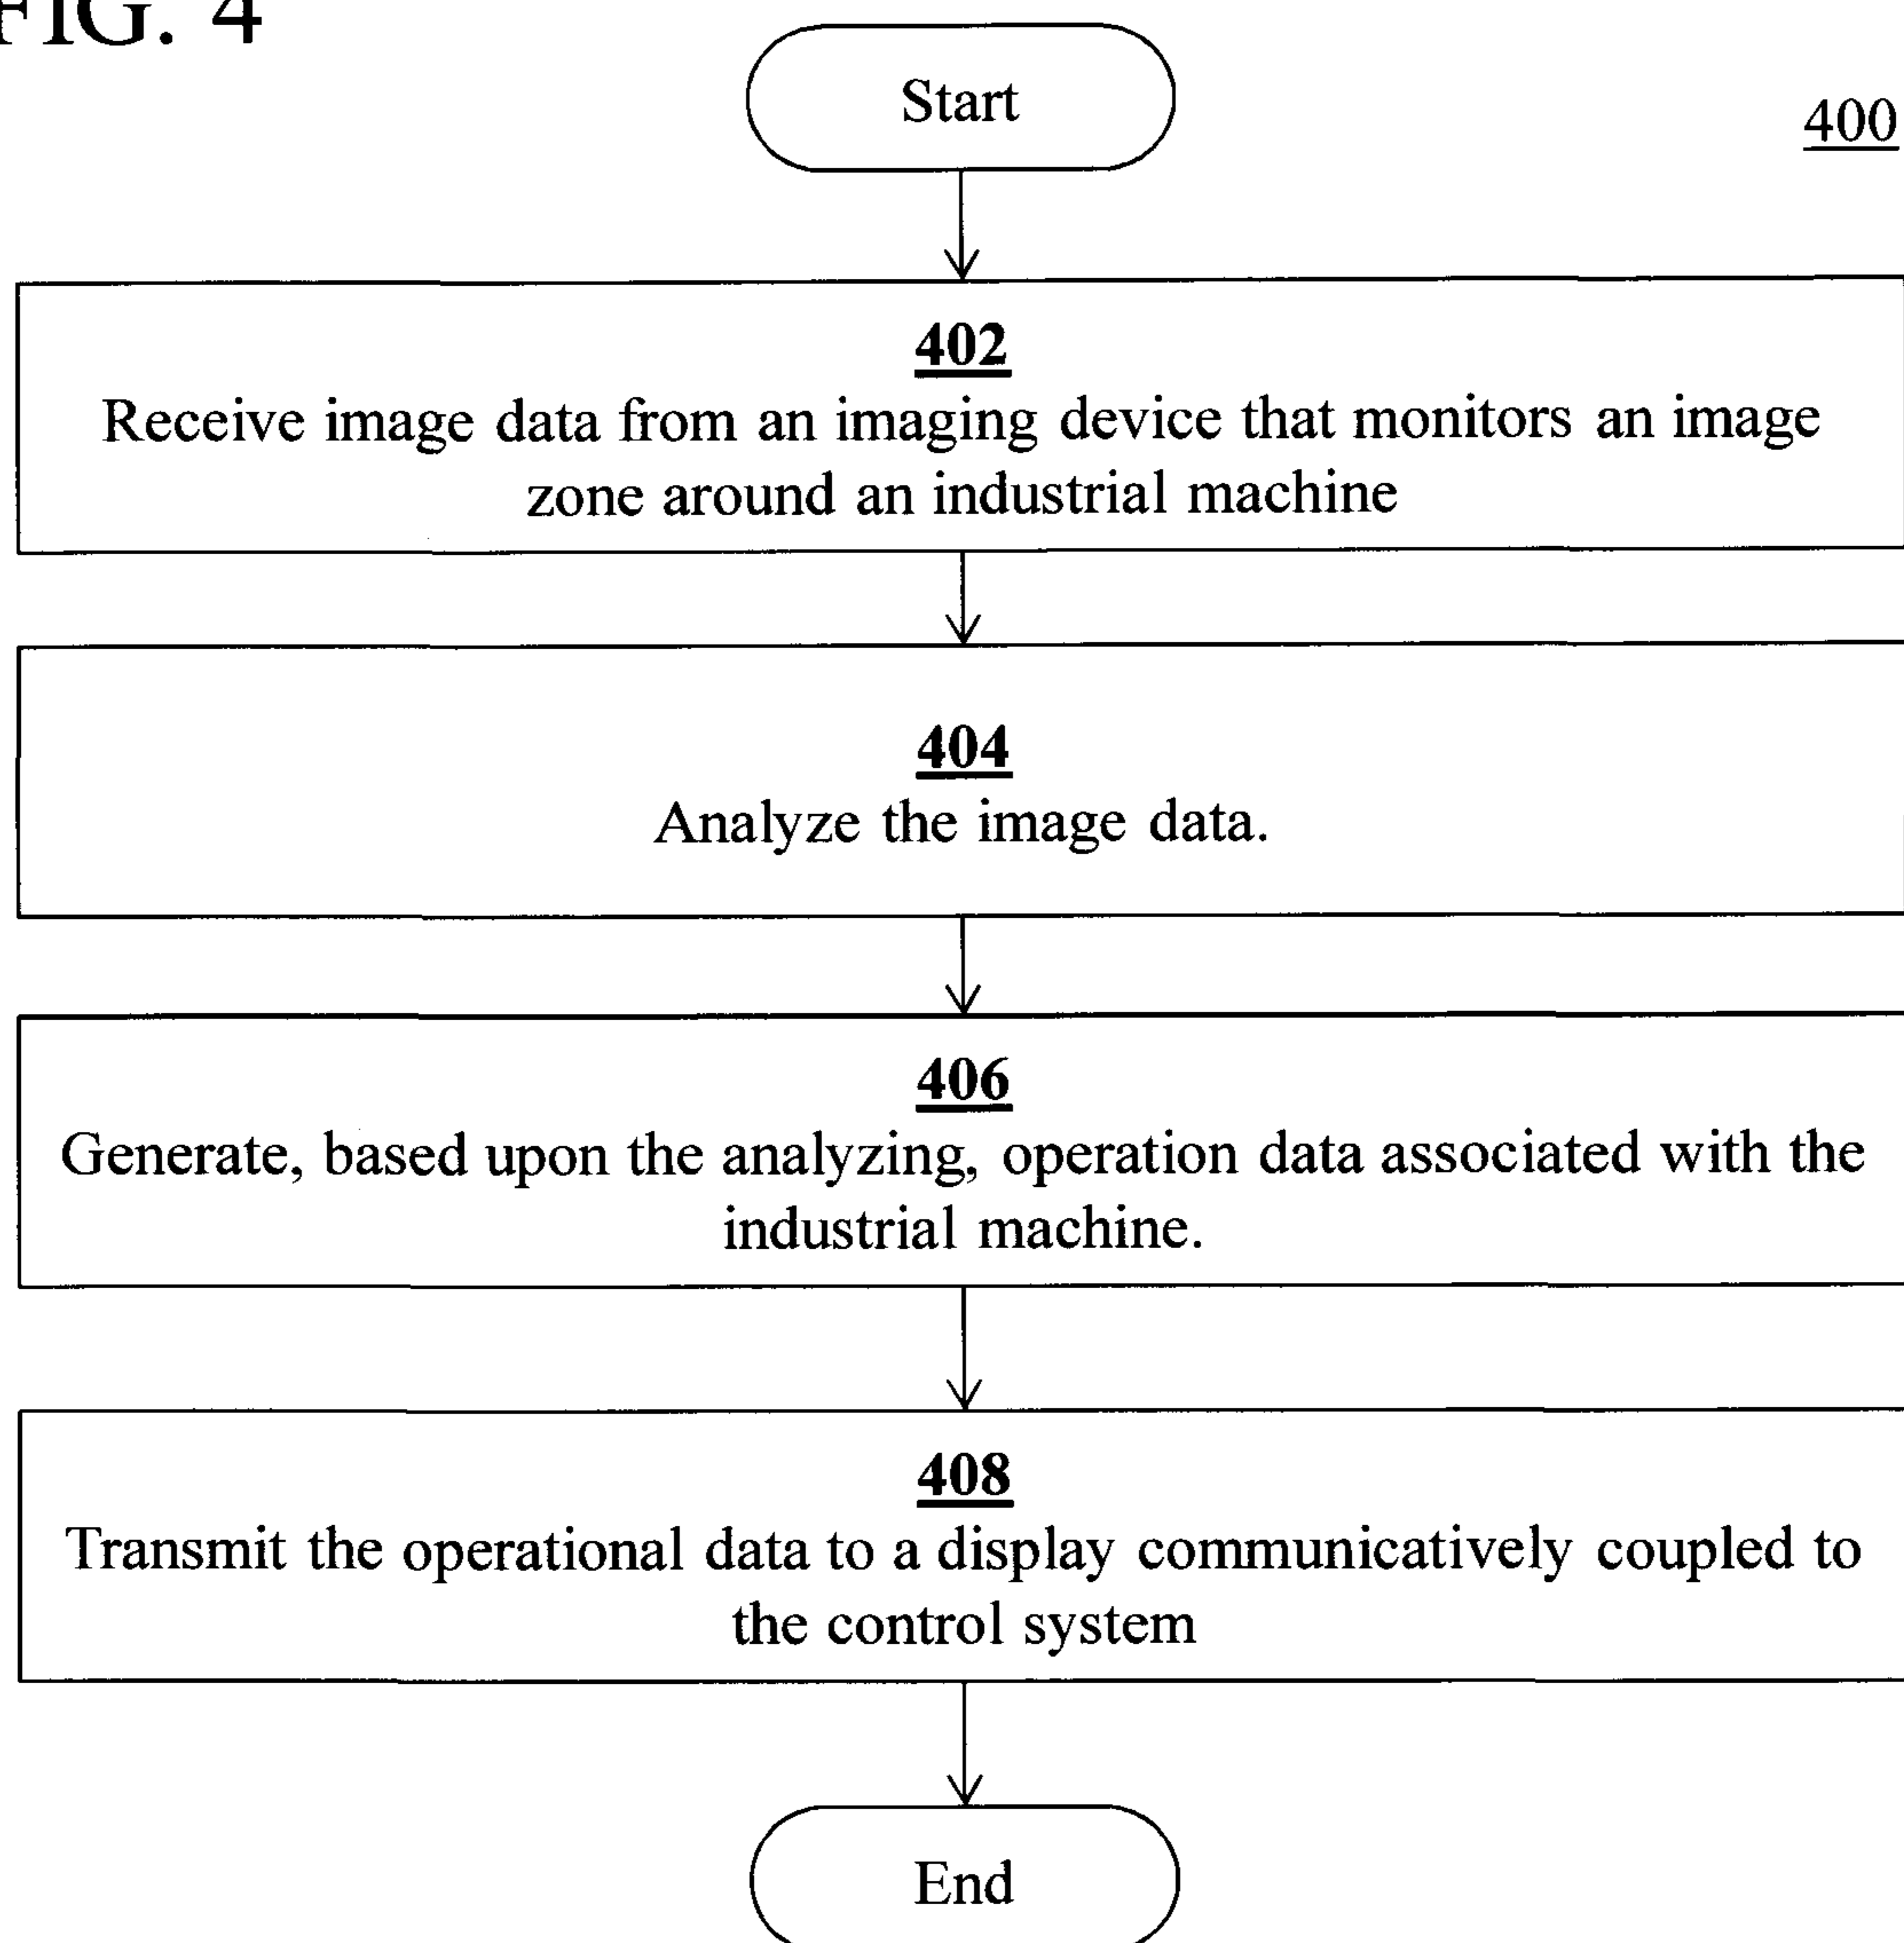 FIG. 4
Start
400
402
Receive image data from an imaging device that monitors an image
zone around an industrial machine
404
Analyze the image data.
406
Generate, based upon the analyzing, operation data associated with the
industrial machine.
408
Transmit the operational data to a display communicatively coupled to
the control system
End